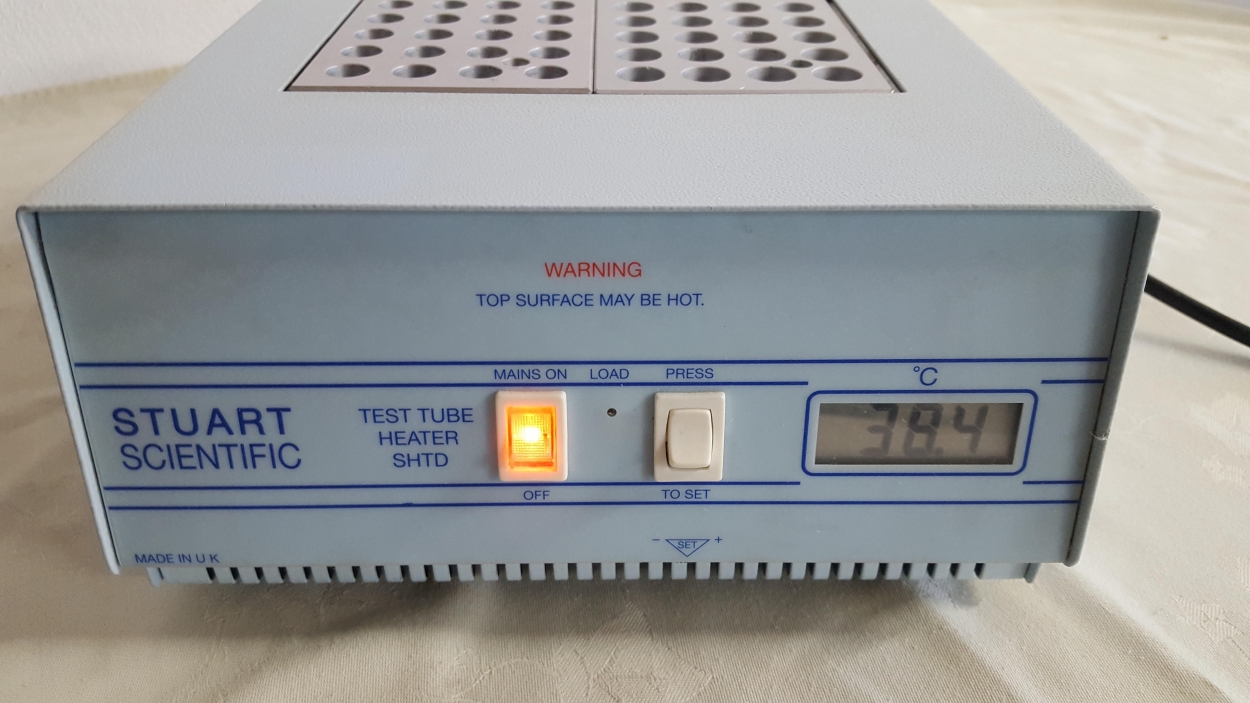 WARNING
TOP SURFACE MAY BE HOT.
MAINS ON LOAD PRESS
°C
STUART
SCIENTIFIC
TEST TUBE
HEATER
SHTD
38.4
OFF
TO SET
- SET +
MADE IN U K